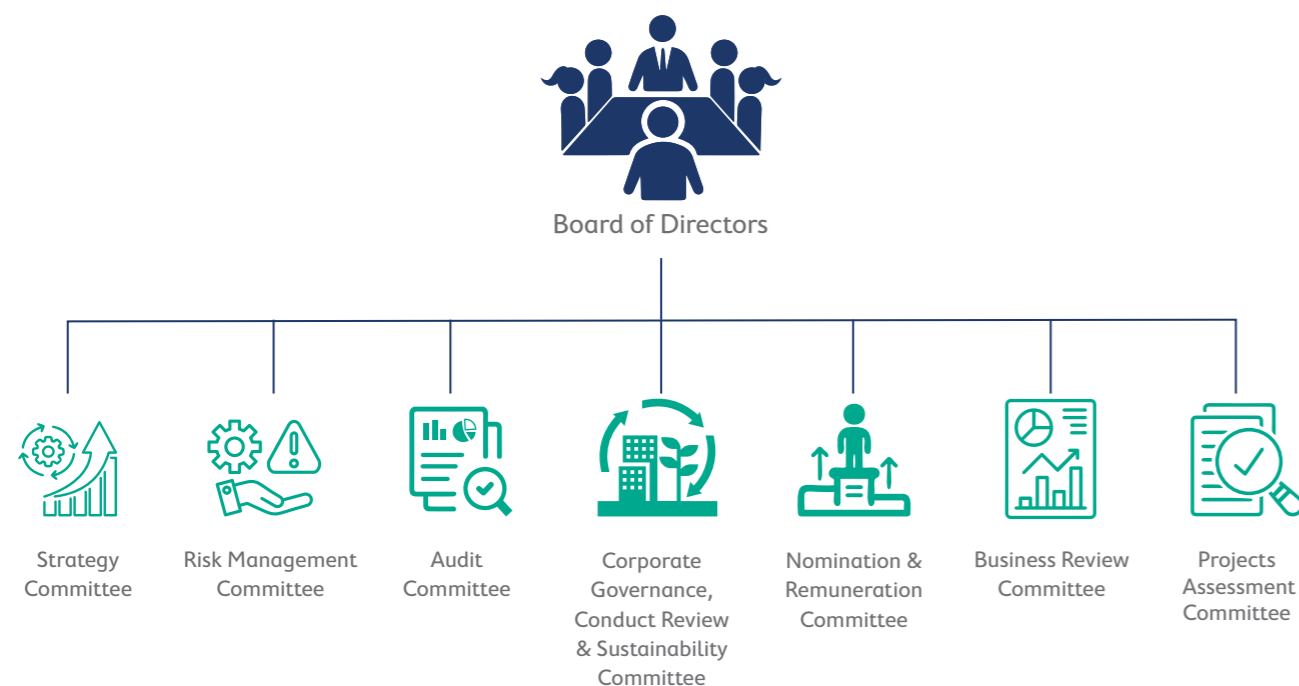 Board of Directors
Strategy
Committee
Risk Management
Committee
Audit
Committee
Corporate
Governance,
Conduct Review
& Sustainability
Committee
Nomination &
Remuneration
Committee
Business Review
Committee
Projects
Assessment
Committee